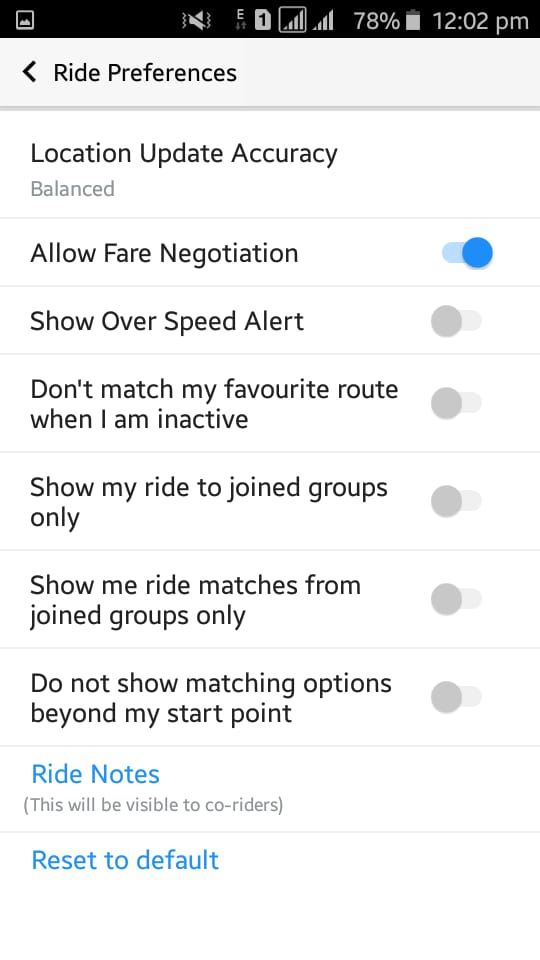 E 1 78% 12:02 pm
Ride Preferences
Location Update Accuracy
Balanced
Allow Fare Negotiation
Show Over Speed Alert
Don't match my favourite route
when I am inactive
Show my ride to joined groups
only
Show me ride matches from
joined groups only
Do not show matching options
beyond my start point
Ride Notes
(This will be visible to co-riders)
Reset to default